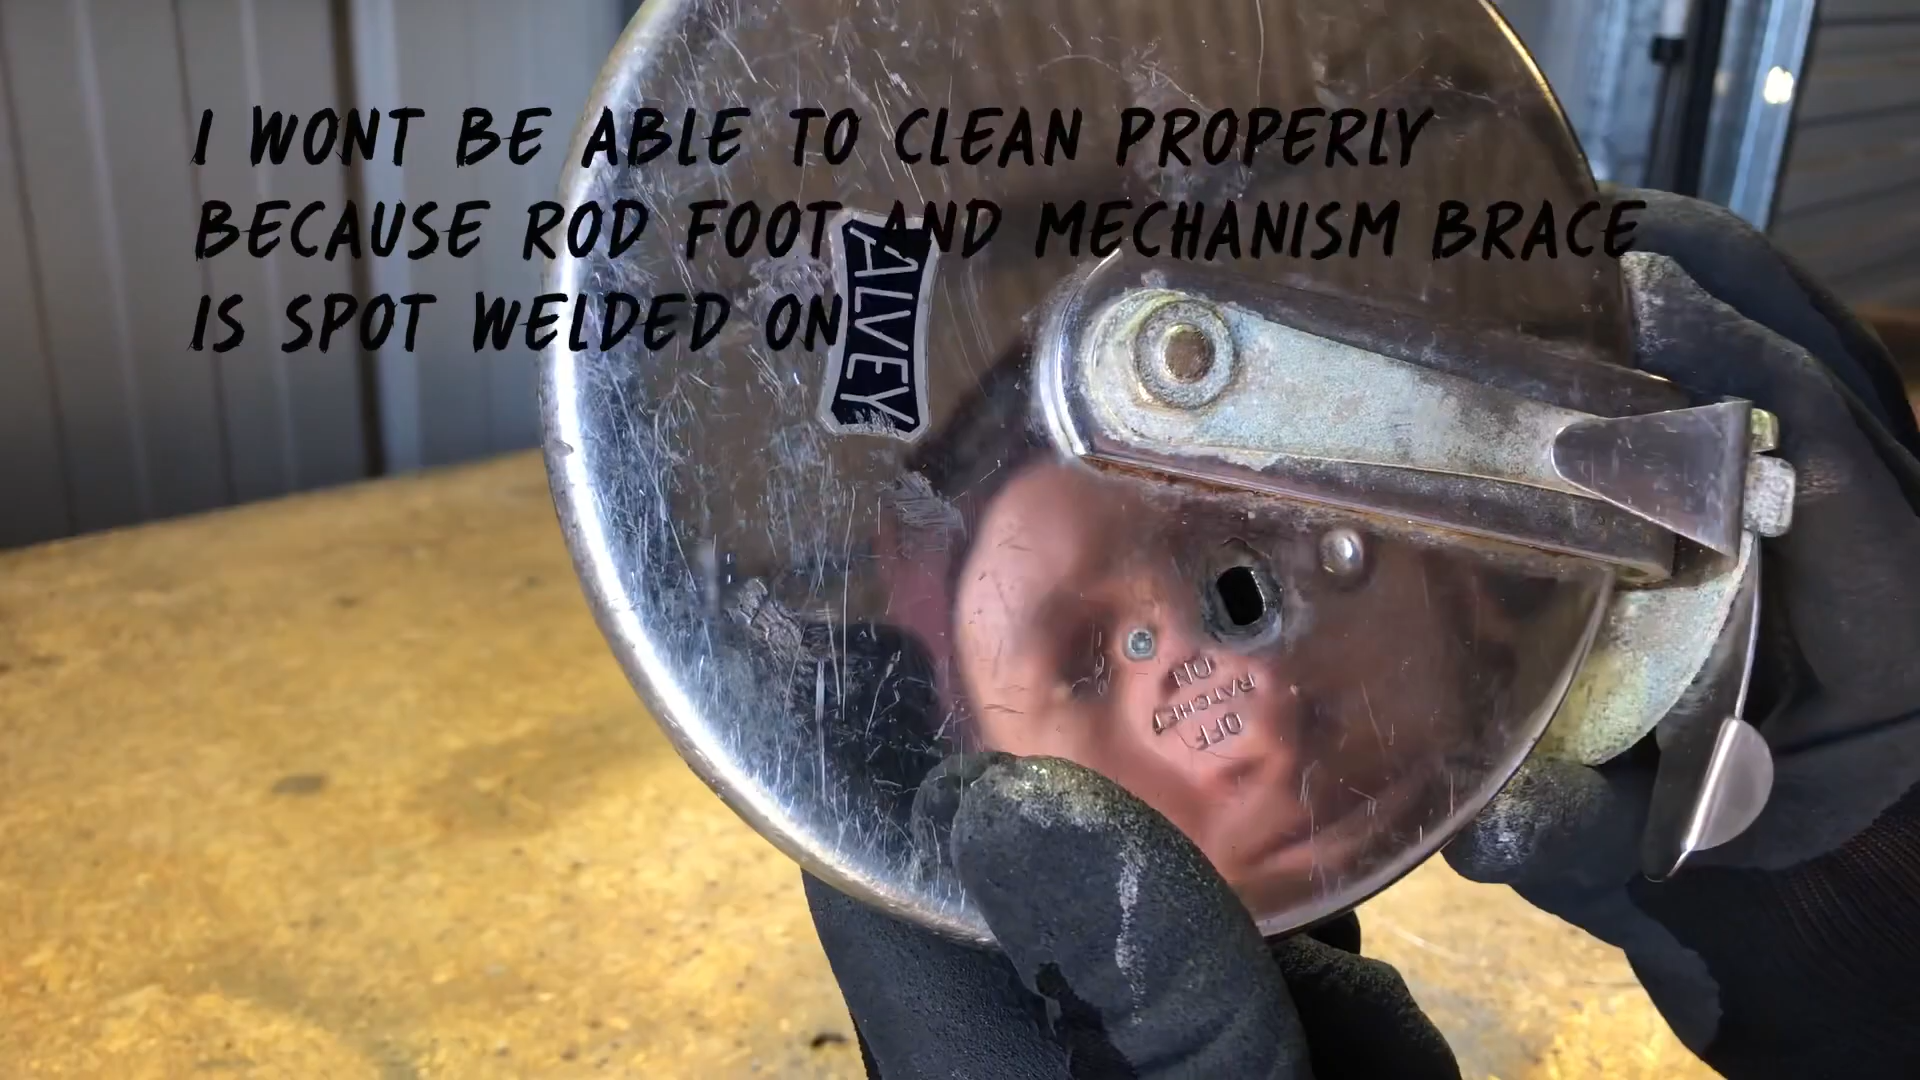 I WONT BE ABLE TO CLEAN PROPERLY
BECAUSE ROD FOOT AND MECHANISM BRACE
IS SPOT WELDED ON
ALVEY
ON
RATCHET
OFF